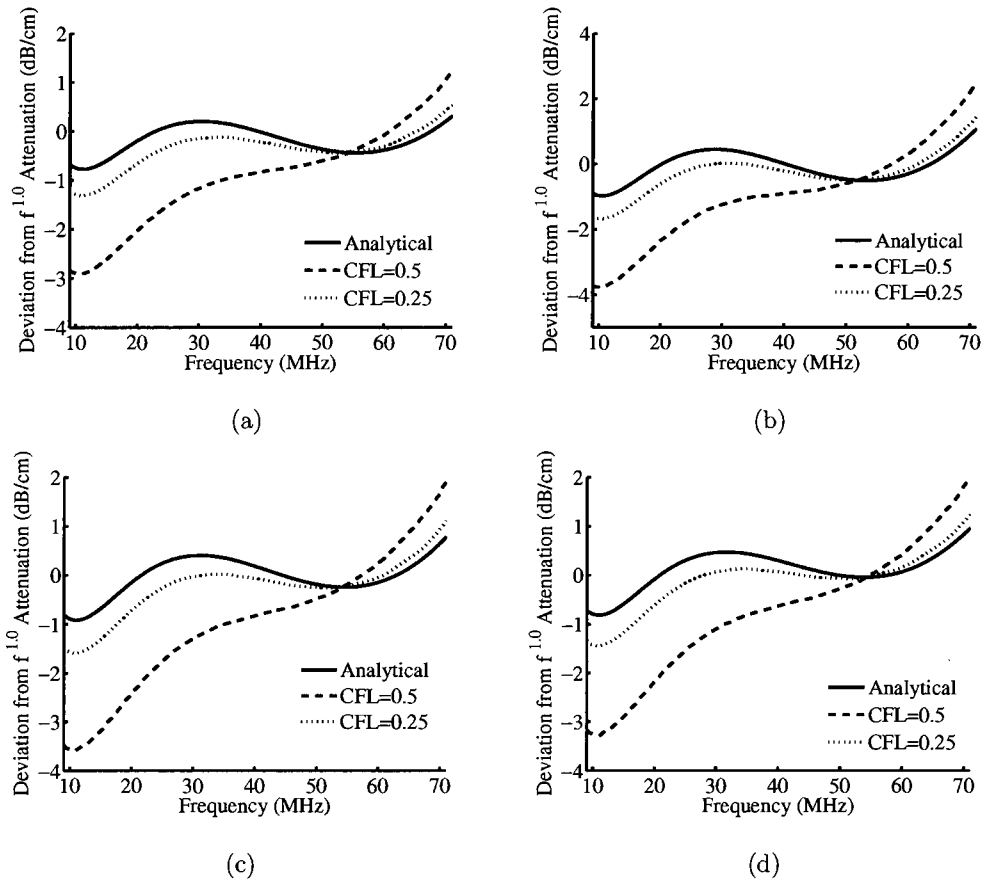 Deviation from f 1.0 Attenuation (dB/cm)
2
1
0
−1
−2
−3
−4
10 20 30 40 50 60 70
Frequency (MHz)
Analytical
CFL=0.5
CFL=0.25
(a)
Deviation from f 1.0 Attenuation (dB/cm)
4
2
0
−2
−4
10 20 30 40 50 60 70
Frequency (MHz)
Analytical
CFL=0.5
CFL=0.25
(b)
Deviation from f 1.0 Attenuation (dB/cm)
2
1
0
−1
−2
−3
−4
10 20 30 40 50 60 70
Frequency (MHz)
Analytical
CFL=0.5
CFL=0.25
(c)
Deviation from f 1.0 Attenuation (dB/cm)
2
1
0
−1
−2
−3
−4
10 20 30 40 50 60 70
Frequency (MHz)
Analytical
CFL=0.5
CFL=0.25
(d)